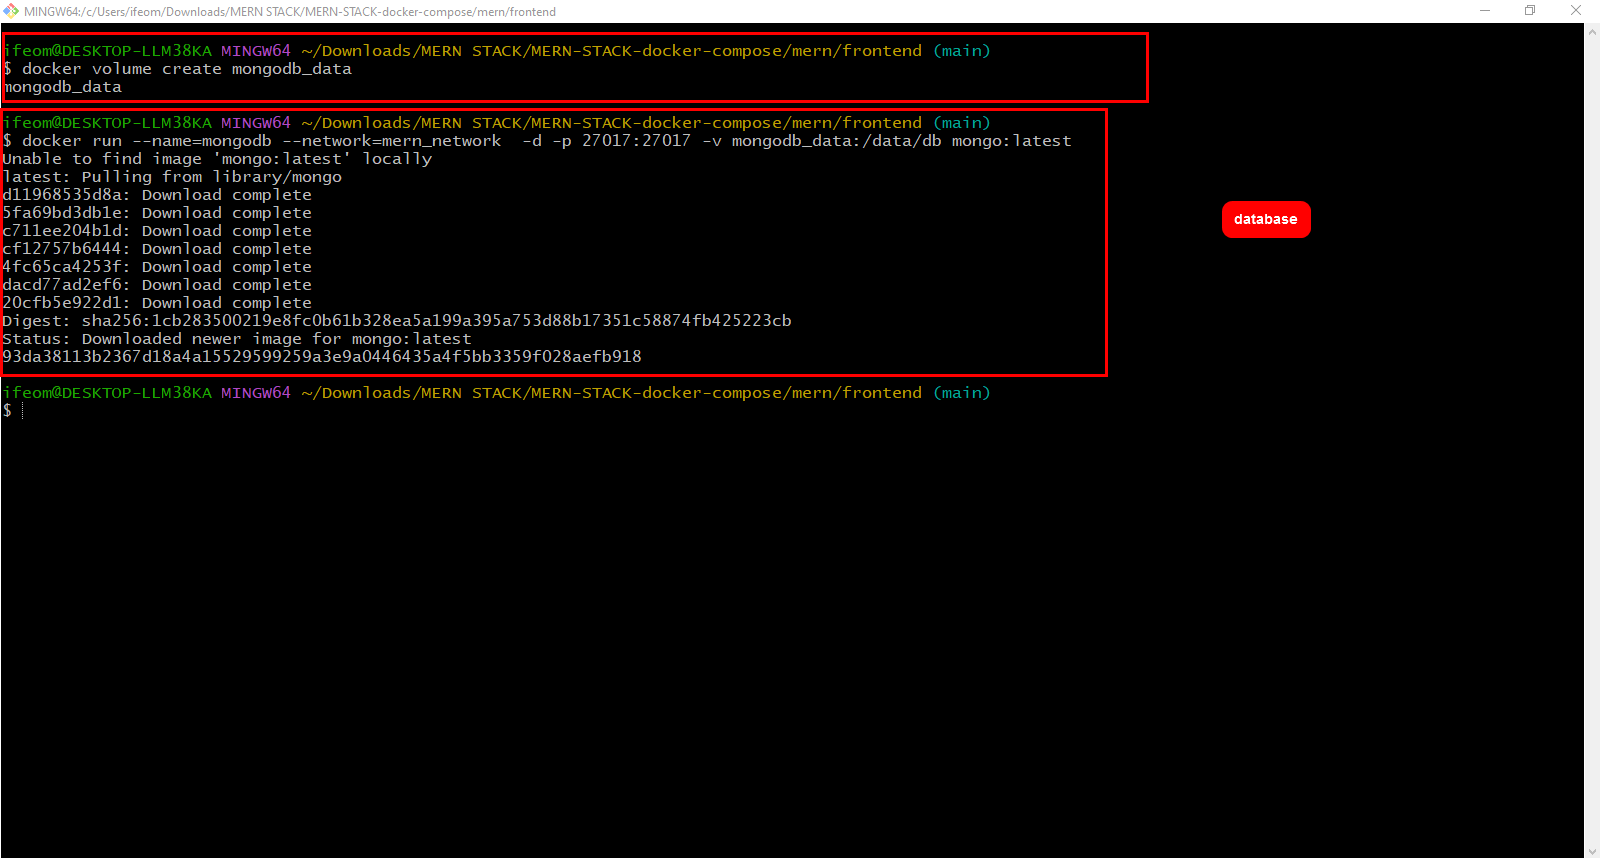 MINGW64:/c/Users/ifeom/Downloads/MERN STACK/MERN-STACK-docker-compose/mern/frontend
ifeom@DESKTOP-LLM38KA MINGW64 ~/Downloads/MERN STACK/MERN-STACK-docker-compose/mern/frontend (main)
$ docker volume create mongodb_data
mongodb_data
ifeom@DESKTOP-LLM38KA MINGW64 ~/Downloads/MERN STACK/MERN-STACK-docker-compose/mern/frontend (main)
$ docker run --name=mongodb --network=mern_network  -d -p 27017:27017 -v mongodb_data:/data/db mongo:latest
Unable to find image 'mongo:latest' locally
latest: Pulling from library/mongo
d11968535d8a: Download complete
5fa69bd3db1e: Download complete
database
c711ee204b1d: Download complete
cf12757b6444: Download complete
4fc65ca4253f: Download complete
dacd77ad2ef6: Download complete
20cfb5e922d1: Download complete
Digest: sha256:1cb283500219e8fc0b61b328ea5a199a395a753d88b17351c58874fb425223cb
Status: Downloaded newer image for mongo:latest
93da38113b2367d18a4a15529599259a3e9a0446435a4f5bb3359f028aefb918
ifeom@DESKTOP-LLM38KA MINGW64 ~/Downloads/MERN STACK/MERN-STACK-docker-compose/mern/frontend (main)
$